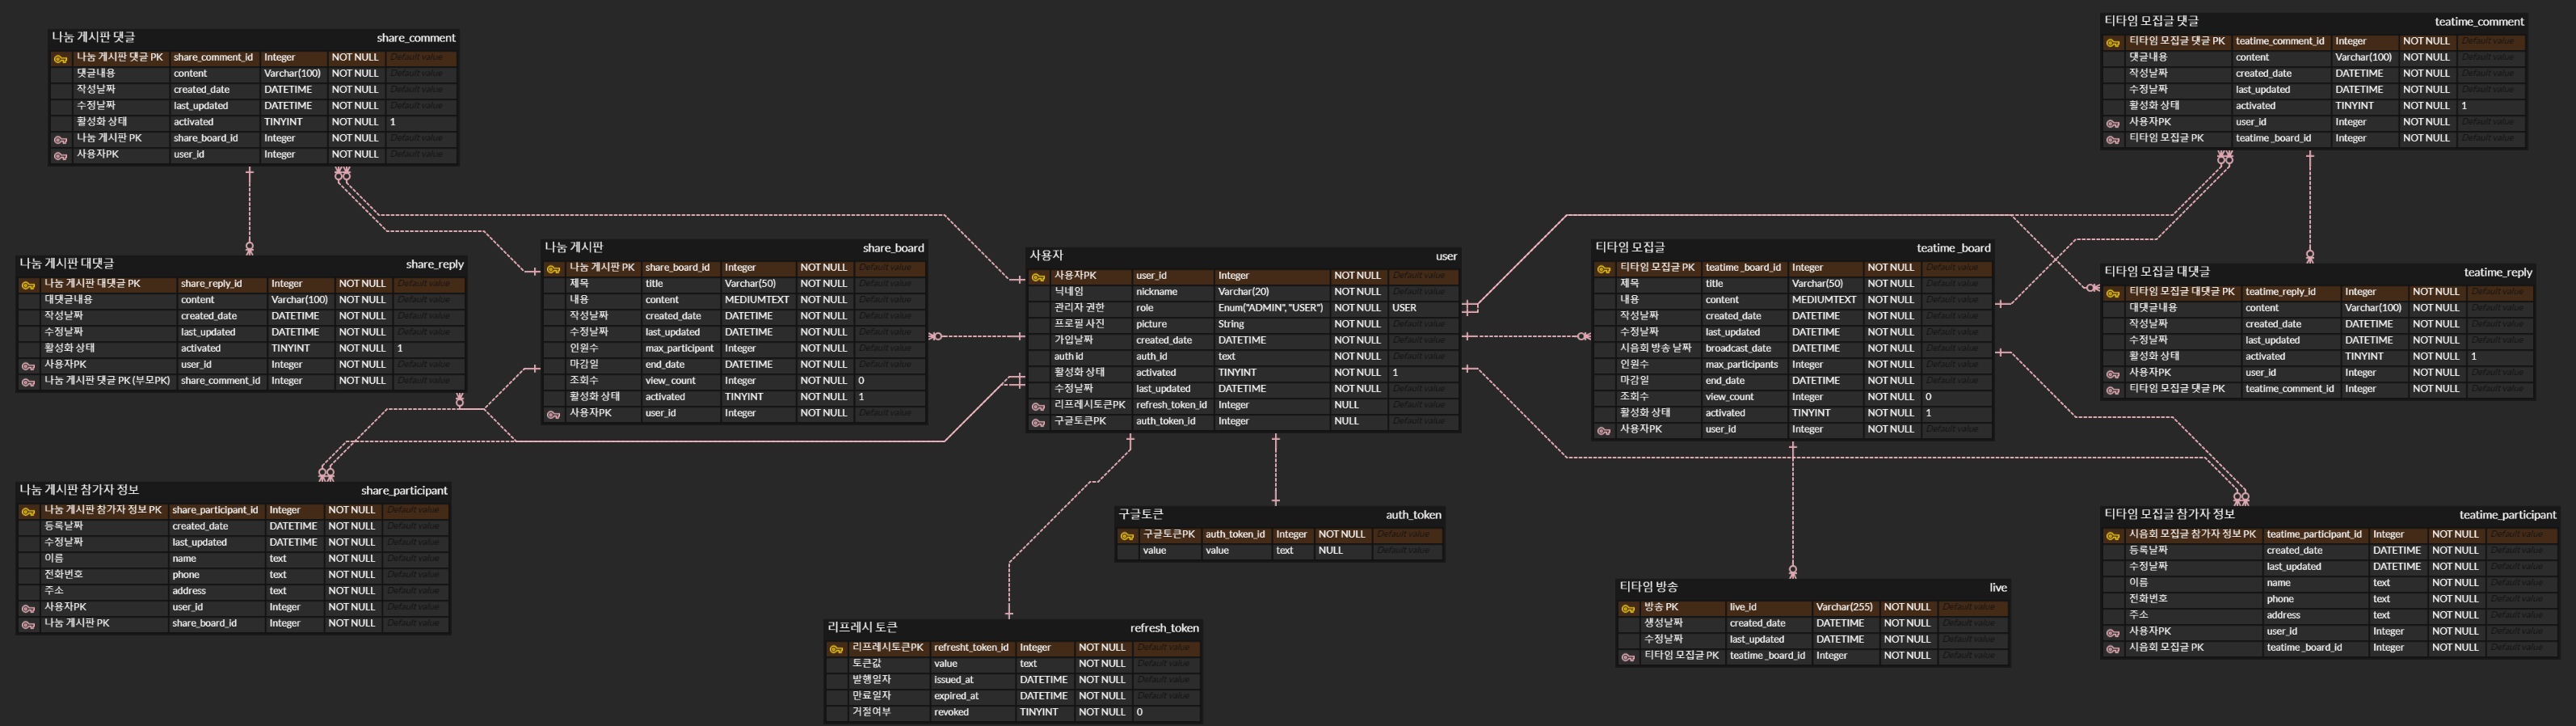 나눔 게시판 댓글 share_comment
나눔 게시판 댓글 PK share_comment_id Integer NOT NULL Default value
댓글내용 content Varchar(100) NOT NULL Default value
작성날짜 created_date DATETIME NOT NULL Default value
수정날짜 last_updated DATETIME NOT NULL Default value
활성화 상태 activated TINYINT NOT NULL 1
나눔 게시판 PK share_board_id Integer NOT NULL Default value
사용자PK user_id Integer NOT NULL Default value
나눔 게시판 대댓글 share_reply
나눔 게시판 대댓글 PK share_reply_id Integer NOT NULL Default value
대댓글내용 content Varchar(100) NOT NULL Default value
작성날짜 created_date DATETIME NOT NULL Default value
수정날짜 last_updated DATETIME NOT NULL Default value
활성화 상태 activated TINYINT NOT NULL 1
사용자PK user_id Integer NOT NULL Default value
나눔 게시판 댓글 PK (부모PK) share_comment_id Integer NOT NULL Default value
나눔 게시판 참가자 정보 share_participant
나눔 게시판 참가자 정보 PK share_participant_id Integer NOT NULL Default value
등록날짜 created_date DATETIME NOT NULL Default value
수정날짜 last_updated DATETIME NOT NULL Default value
이름 name text NOT NULL Default value
전화번호 phone text NOT NULL Default value
주소 address text NOT NULL Default value
사용자PK user_id Integer NOT NULL Default value
나눔 게시판 PK share_board_id Integer NOT NULL Default value
나눔 게시판 share_board
나눔 게시판 PK share_board_id Integer NOT NULL Default value
제목 title Varchar(50) NOT NULL Default value
내용 content MEDIUMTEXT NOT NULL Default value
작성날짜 created_date DATETIME NOT NULL Default value
수정날짜 last_updated DATETIME NOT NULL Default value
인원수 max_participant Integer NOT NULL Default value
마감일 end_date DATETIME NOT NULL Default value
조회수 view_count Integer NOT NULL 0
활성화 상태 activated TINYINT NOT NULL 1
사용자PK user_id Integer NOT NULL Default value
사용자 user
사용자PK user_id Integer NOT NULL Default value
닉네임 nickname Varchar(20) NOT NULL Default value
관리자 권한 role Enum("ADMIN", "USER") NOT NULL USER
프로필 사진 picture String NOT NULL Default value
가입날짜 created_date DATETIME NOT NULL Default value
auth id auth_id text NOT NULL Default value
활성화 상태 activated TINYINT NOT NULL 1
수정날짜 last_updated DATETIME NOT NULL Default value
리프레시토큰PK refresh_token_id Integer NULL Default value
구글토큰PK auth_token_id Integer NULL Default value
구글토큰 auth_token
구글토큰PK auth_token_id Integer NOT NULL Default value
value value text NULL Default value
리프레시 토큰 refresh_token
리프레시토큰PK refresht_token_id Integer NOT NULL Default value
토큰값 value text NOT NULL Default value
발행일자 issued_at DATETIME NOT NULL Default value
만료일자 expired_at DATETIME NOT NULL Default value
거절여부 revoked TINYINT NOT NULL 0
티타임 모집글 teatime_board
티타임 모집글 PK teatime_board_id Integer NOT NULL Default value
제목 title Varchar(50) NOT NULL Default value
내용 content MEDIUMTEXT NOT NULL Default value
작성날짜 created_date DATETIME NOT NULL Default value
수정날짜 last_updated DATETIME NOT NULL Default value
시음회 방송 날짜 broadcast_date DATETIME NOT NULL Default value
인원수 max_participants Integer NOT NULL Default value
마감일 end_date DATETIME NOT NULL Default value
조회수 view_count Integer NOT NULL 0
활성화 상태 activated TINYINT NOT NULL 1
사용자PK user_id Integer NOT NULL Default value
티타임 방송 live
방송 PK live_id Varchar(255) NOT NULL Default value
생성날짜 created_date DATETIME NOT NULL Default value
수정날짜 last_updated DATETIME NOT NULL Default value
티타임 모집글 PK teatime_board_id Integer NOT NULL Default value
티타임 모집글 댓글 teatime_comment
티타임 모집글 댓글 PK teatime_comment_id Integer NOT NULL Default value
댓글내용 content Varchar(100) NOT NULL Default value
작성날짜 created_date DATETIME NOT NULL Default value
수정날짜 last_updated DATETIME NOT NULL Default value
활성화 상태 activated TINYINT NOT NULL 1
사용자PK user_id Integer NOT NULL Default value
티타임 모집글 PK teatime_board_id Integer NOT NULL Default value
티타임 모집글 대댓글 teatime_reply
티타임 모집글 대댓글 PK teatime_reply_id Integer NOT NULL Default value
대댓글내용 content Varchar(100) NOT NULL Default value
작성날짜 created_date DATETIME NOT NULL Default value
수정날짜 last_updated DATETIME NOT NULL Default value
활성화 상태 activated TINYINT NOT NULL 1
사용자PK user_id Integer NOT NULL Default value
티타임 모집글 댓글 PK teatime_comment_id Integer NOT NULL Default value
티타임 모집글 참가자 정보 teatime_participant
시음회 모집글 참가자 정보 PK teatime_participant_id Integer NOT NULL Default value
등록날짜 created_date DATETIME NOT NULL Default value
수정날짜 last_updated DATETIME NOT NULL Default value
이름 name text NOT NULL Default value
전화번호 phone text NOT NULL Default value
주소 address text NOT NULL Default value
사용자PK user_id Integer NOT NULL Default value
시음회 모집글 PK teatime_board_id Integer NOT NULL Default value